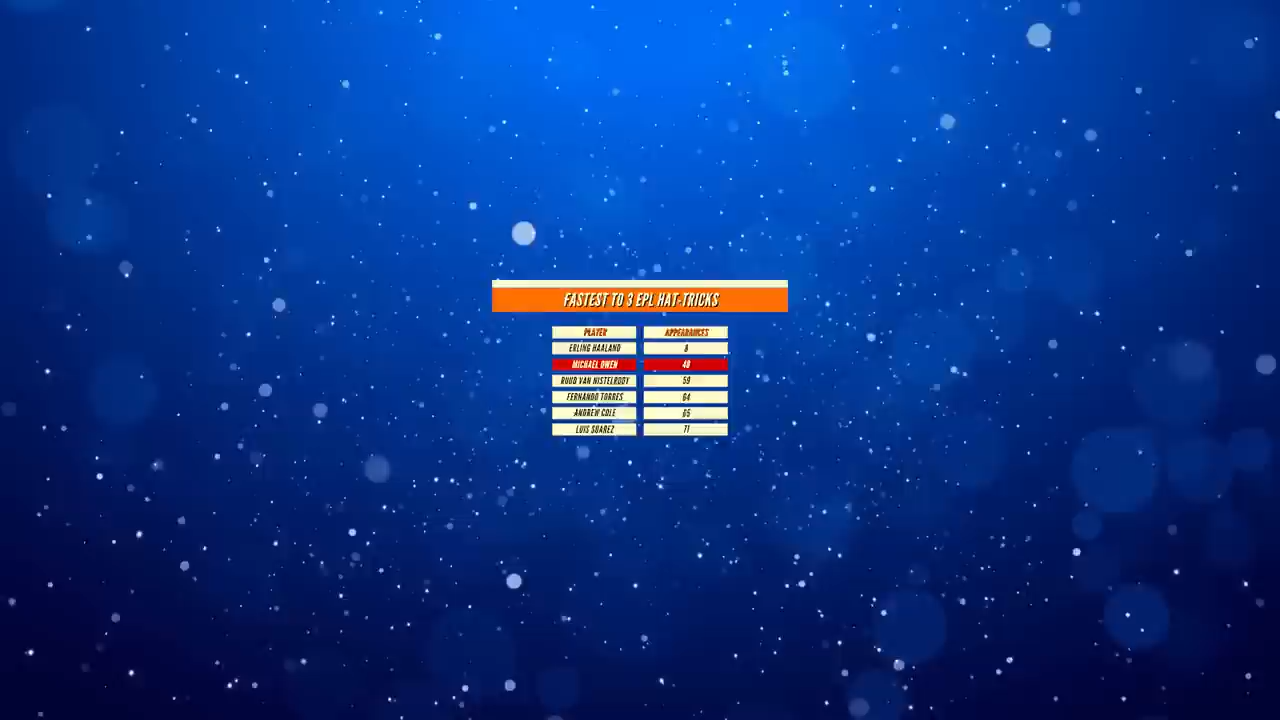 FASTEST TO 3 EPL HAT-TRICKS
PLAYER APPEARANCES
ERLING HAALAND 8
MICHAEL OWEN 48
RUUD VAN NISTELROOY 59
FERNANDO TORRES 64
ANDREW COLE 65
LUIS SUAREZ 71